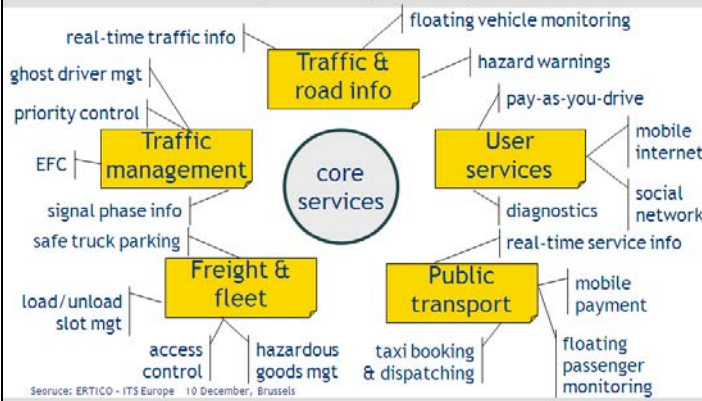 floating vehicle monitoring
real-time traffic info
Traffic &
road info
hazard warnings
ghost driver mgt
priority control
Traffic
management
EFC
signal phase info
pay-as-you-drive
User
services
mobile
internet
social
network
diagnostics
core
services
safe truck parking
Freight &
fleet
load/unload
slot mgt
access
control
hazardous
goods mgt
real-time service info
Public
transport
mobile
payment
taxi booking
& dispatching
floating
passenger
monitoring
Seoruce: ERTICO - ITS Europe 10 December, Brussels